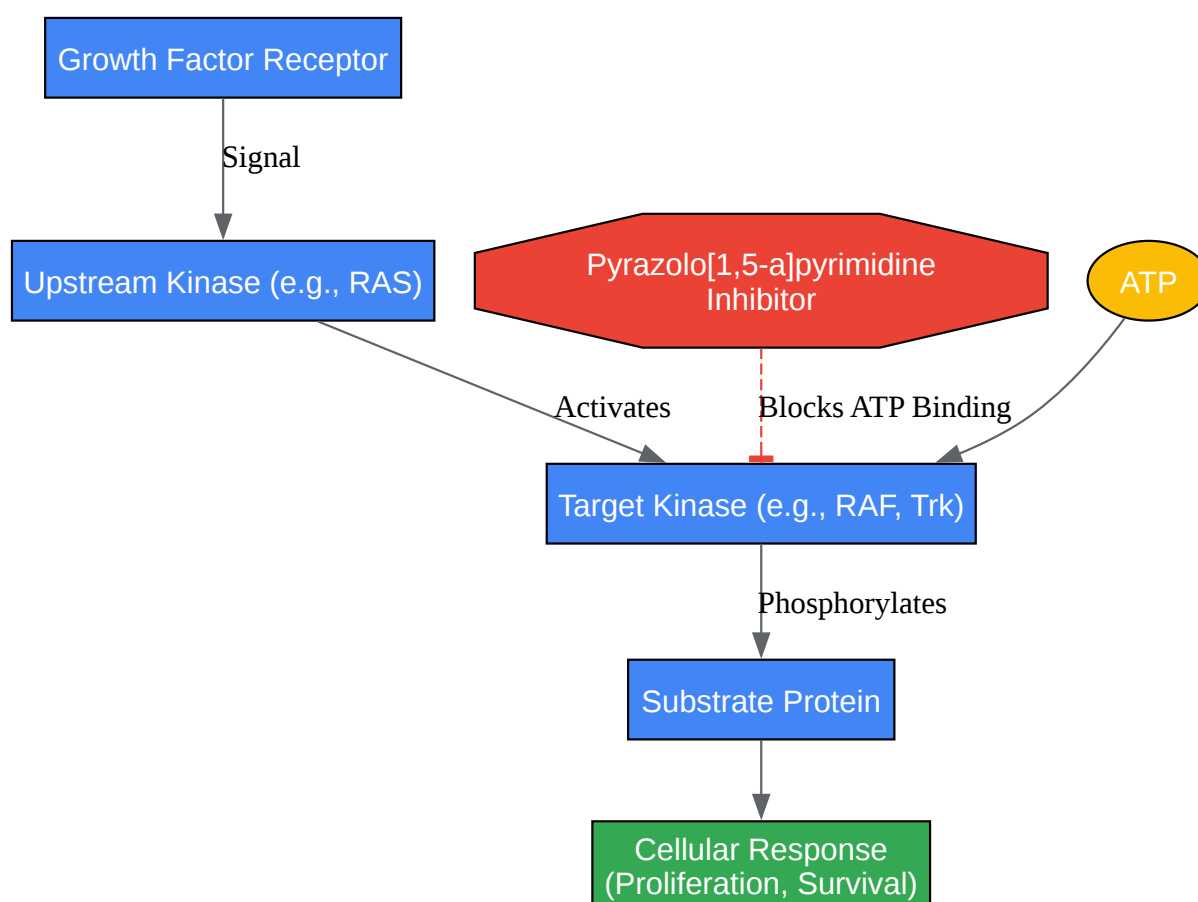 Growth Factor Receptor
Signal
Upstream Kinase (e.g., RAS)
Pyrazolo[1,5-a]pyrimidine
Inhibitor
ATP
Activates
Blocks ATP Binding
Target Kinase (e.g., RAF, Trk)
Phosphorylates
Substrate Protein
Cellular Response
(Proliferation, Survival)